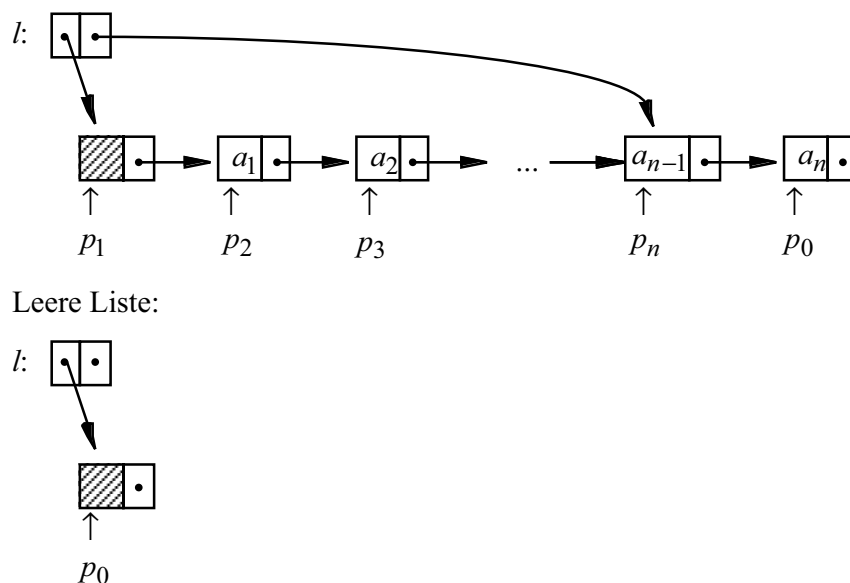 l:
a₁ a₂ ... aₙ₋₁ aₙ
p₁ p₂ p₃ pₙ p₀
Leere Liste:
l:
p₀